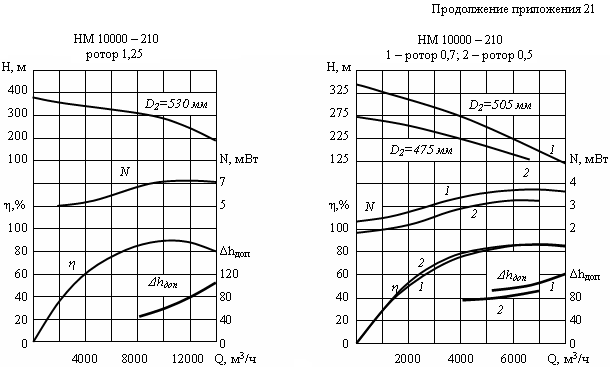 Продолжение приложения 21
НМ 10000 – 210
ротор 1,25
Н, м
400
300
200
100
D₂=530 мм
N
N, мВт
7
5
η,%
100
80
60
40
20
0
η
Δhдоп
Δhдоп
120
80
40
0
4000 8000 12000 Q, м³/ч
НМ 10000 – 210
1 – ротор 0,7; 2 – ротор 0,5
Н, м
325
275
225
125
D₂=505 мм
D₂=475 мм
1
2
N, мВт
4
3
2
N
1
2
η,%
100
80
60
40
20
0
2
η
1
Δhдоп
1
2
Δhдоп
120
80
40
0
2000 4000 6000 Q, м³/ч